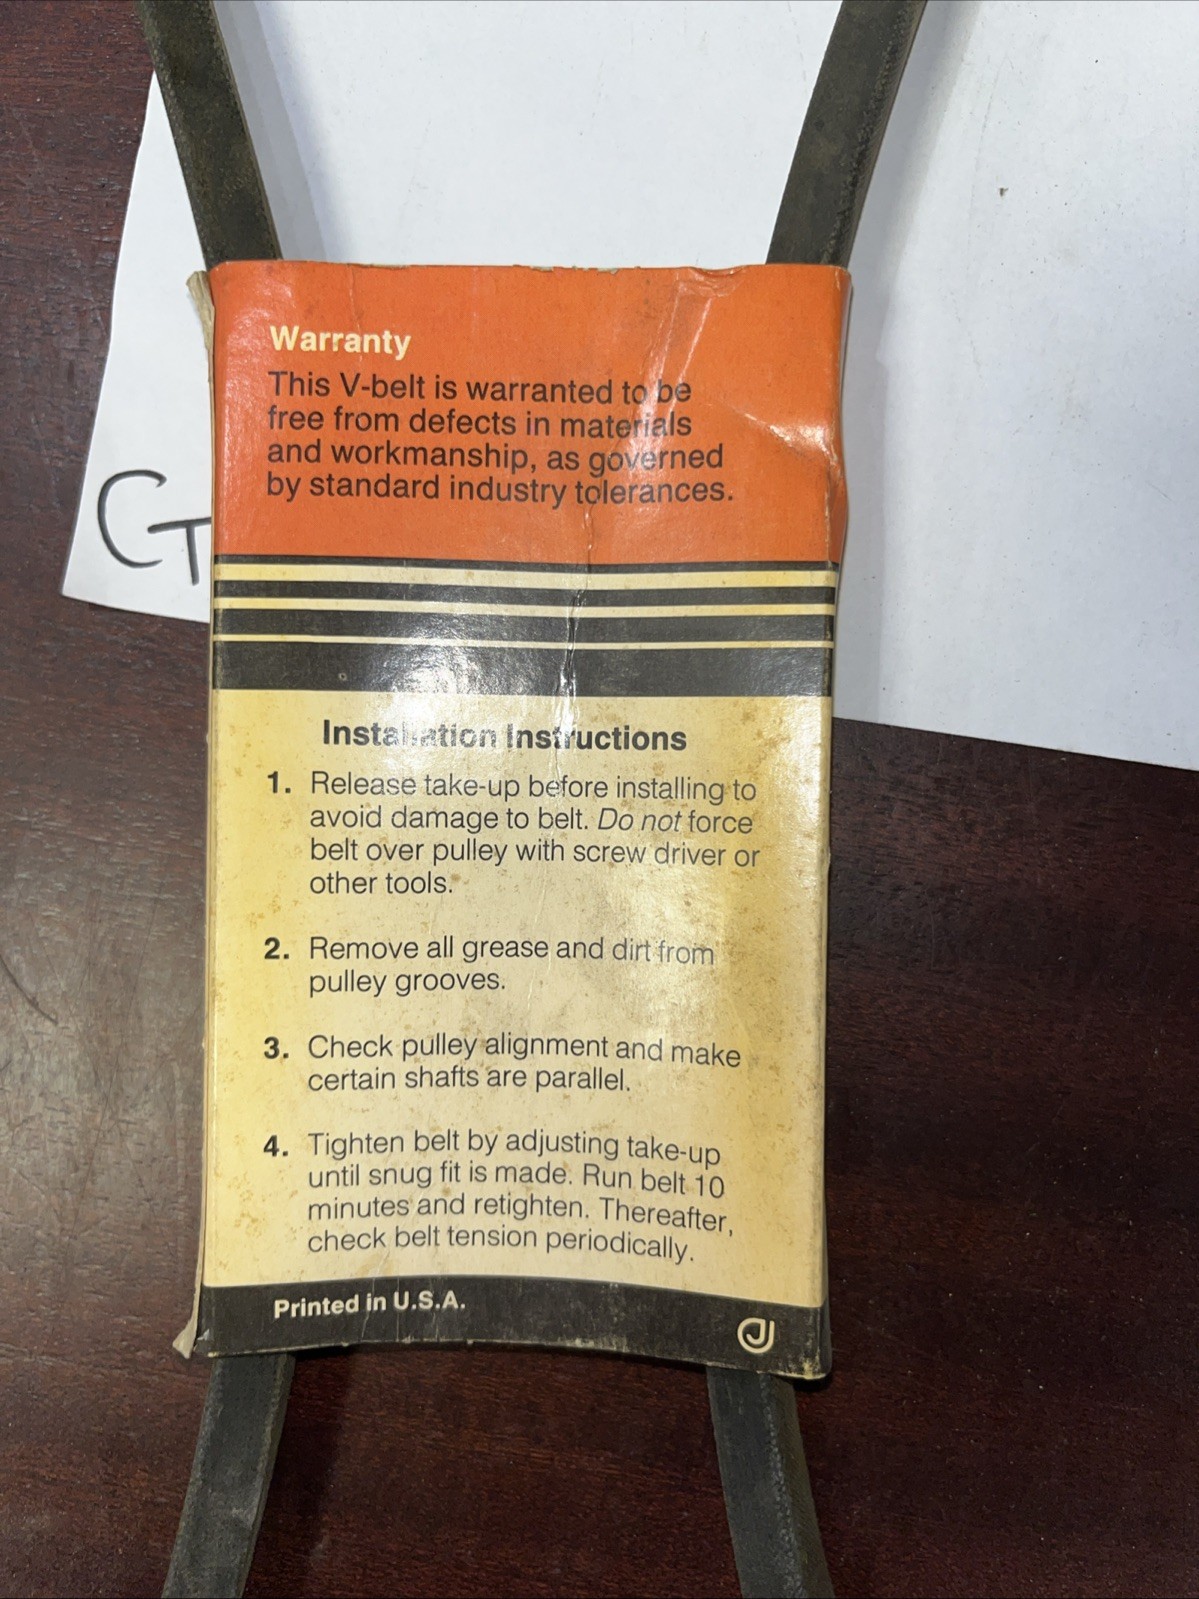 Warranty
This V-belt is warranted to be
free from defects in materials
and workmanship, as governed
by standard industry tolerances.
CT
Installation Instructions
1. Release take-up before installing to
avoid damage to belt. Do not force
belt over pulley with screw driver or
other tools.
2. Remove all grease and dirt from
pulley grooves.
3. Check pulley alignment and make
certain shafts are parallel.
4. Tighten belt by adjusting take-up
until snug fit is made. Run belt 10
minutes and retighten. Thereafter,
check belt tension periodically.
Printed in U.S.A.